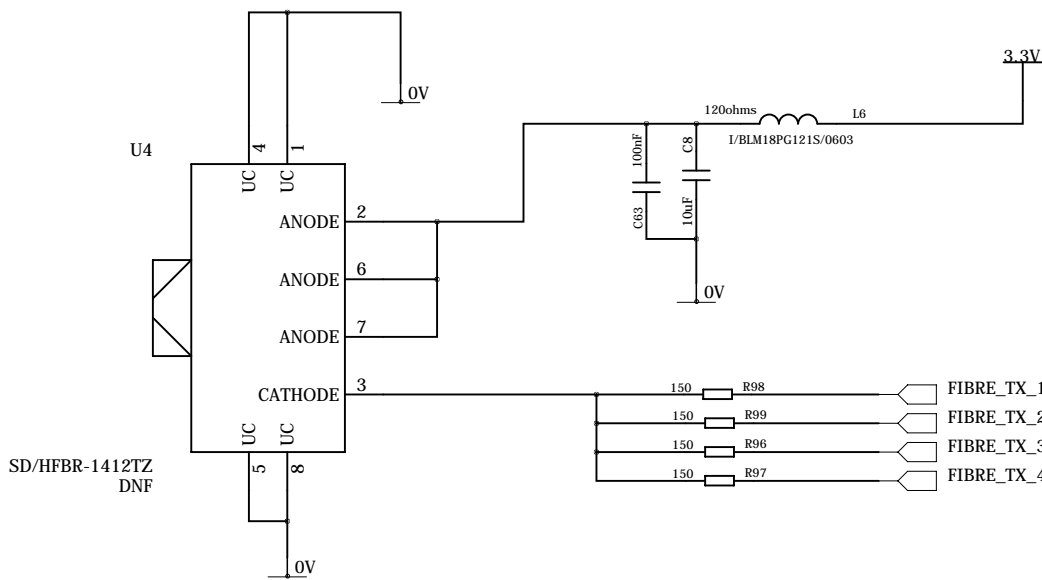 3.3V
0V
120ohms
L6
I/BLM18PG121S/0603
U4
4
1
UC
UC
100nF
C8
C63
10uF
0V
ANODE
2
ANODE
6
ANODE
7
CATHODE
3
150
R98
FIBRE_TX_1
150
R99
FIBRE_TX_2
150
R96
FIBRE_TX_3
150
R97
FIBRE_TX_4
UC
UC
5
8
SD/HFBR-1412TZ
DNF
0V